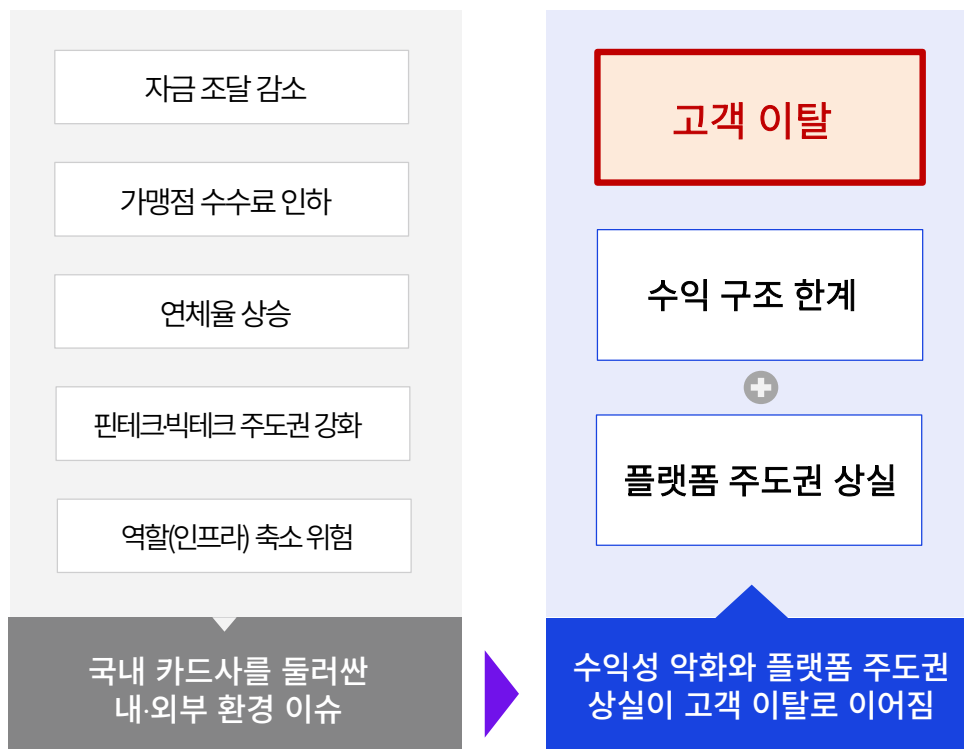 자금 조달 감소
가맹점 수수료 인하
연체율 상승
핀테크·빅테크 주도권 강화
역할(인프라) 축소 위험
국내 카드사를 둘러싼
내·외부 환경 이슈
고객 이탈
수익 구조 한계
플랫폼 주도권 상실
수익성 악화와 플랫폼 주도권
상실이 고객 이탈로 이어짐